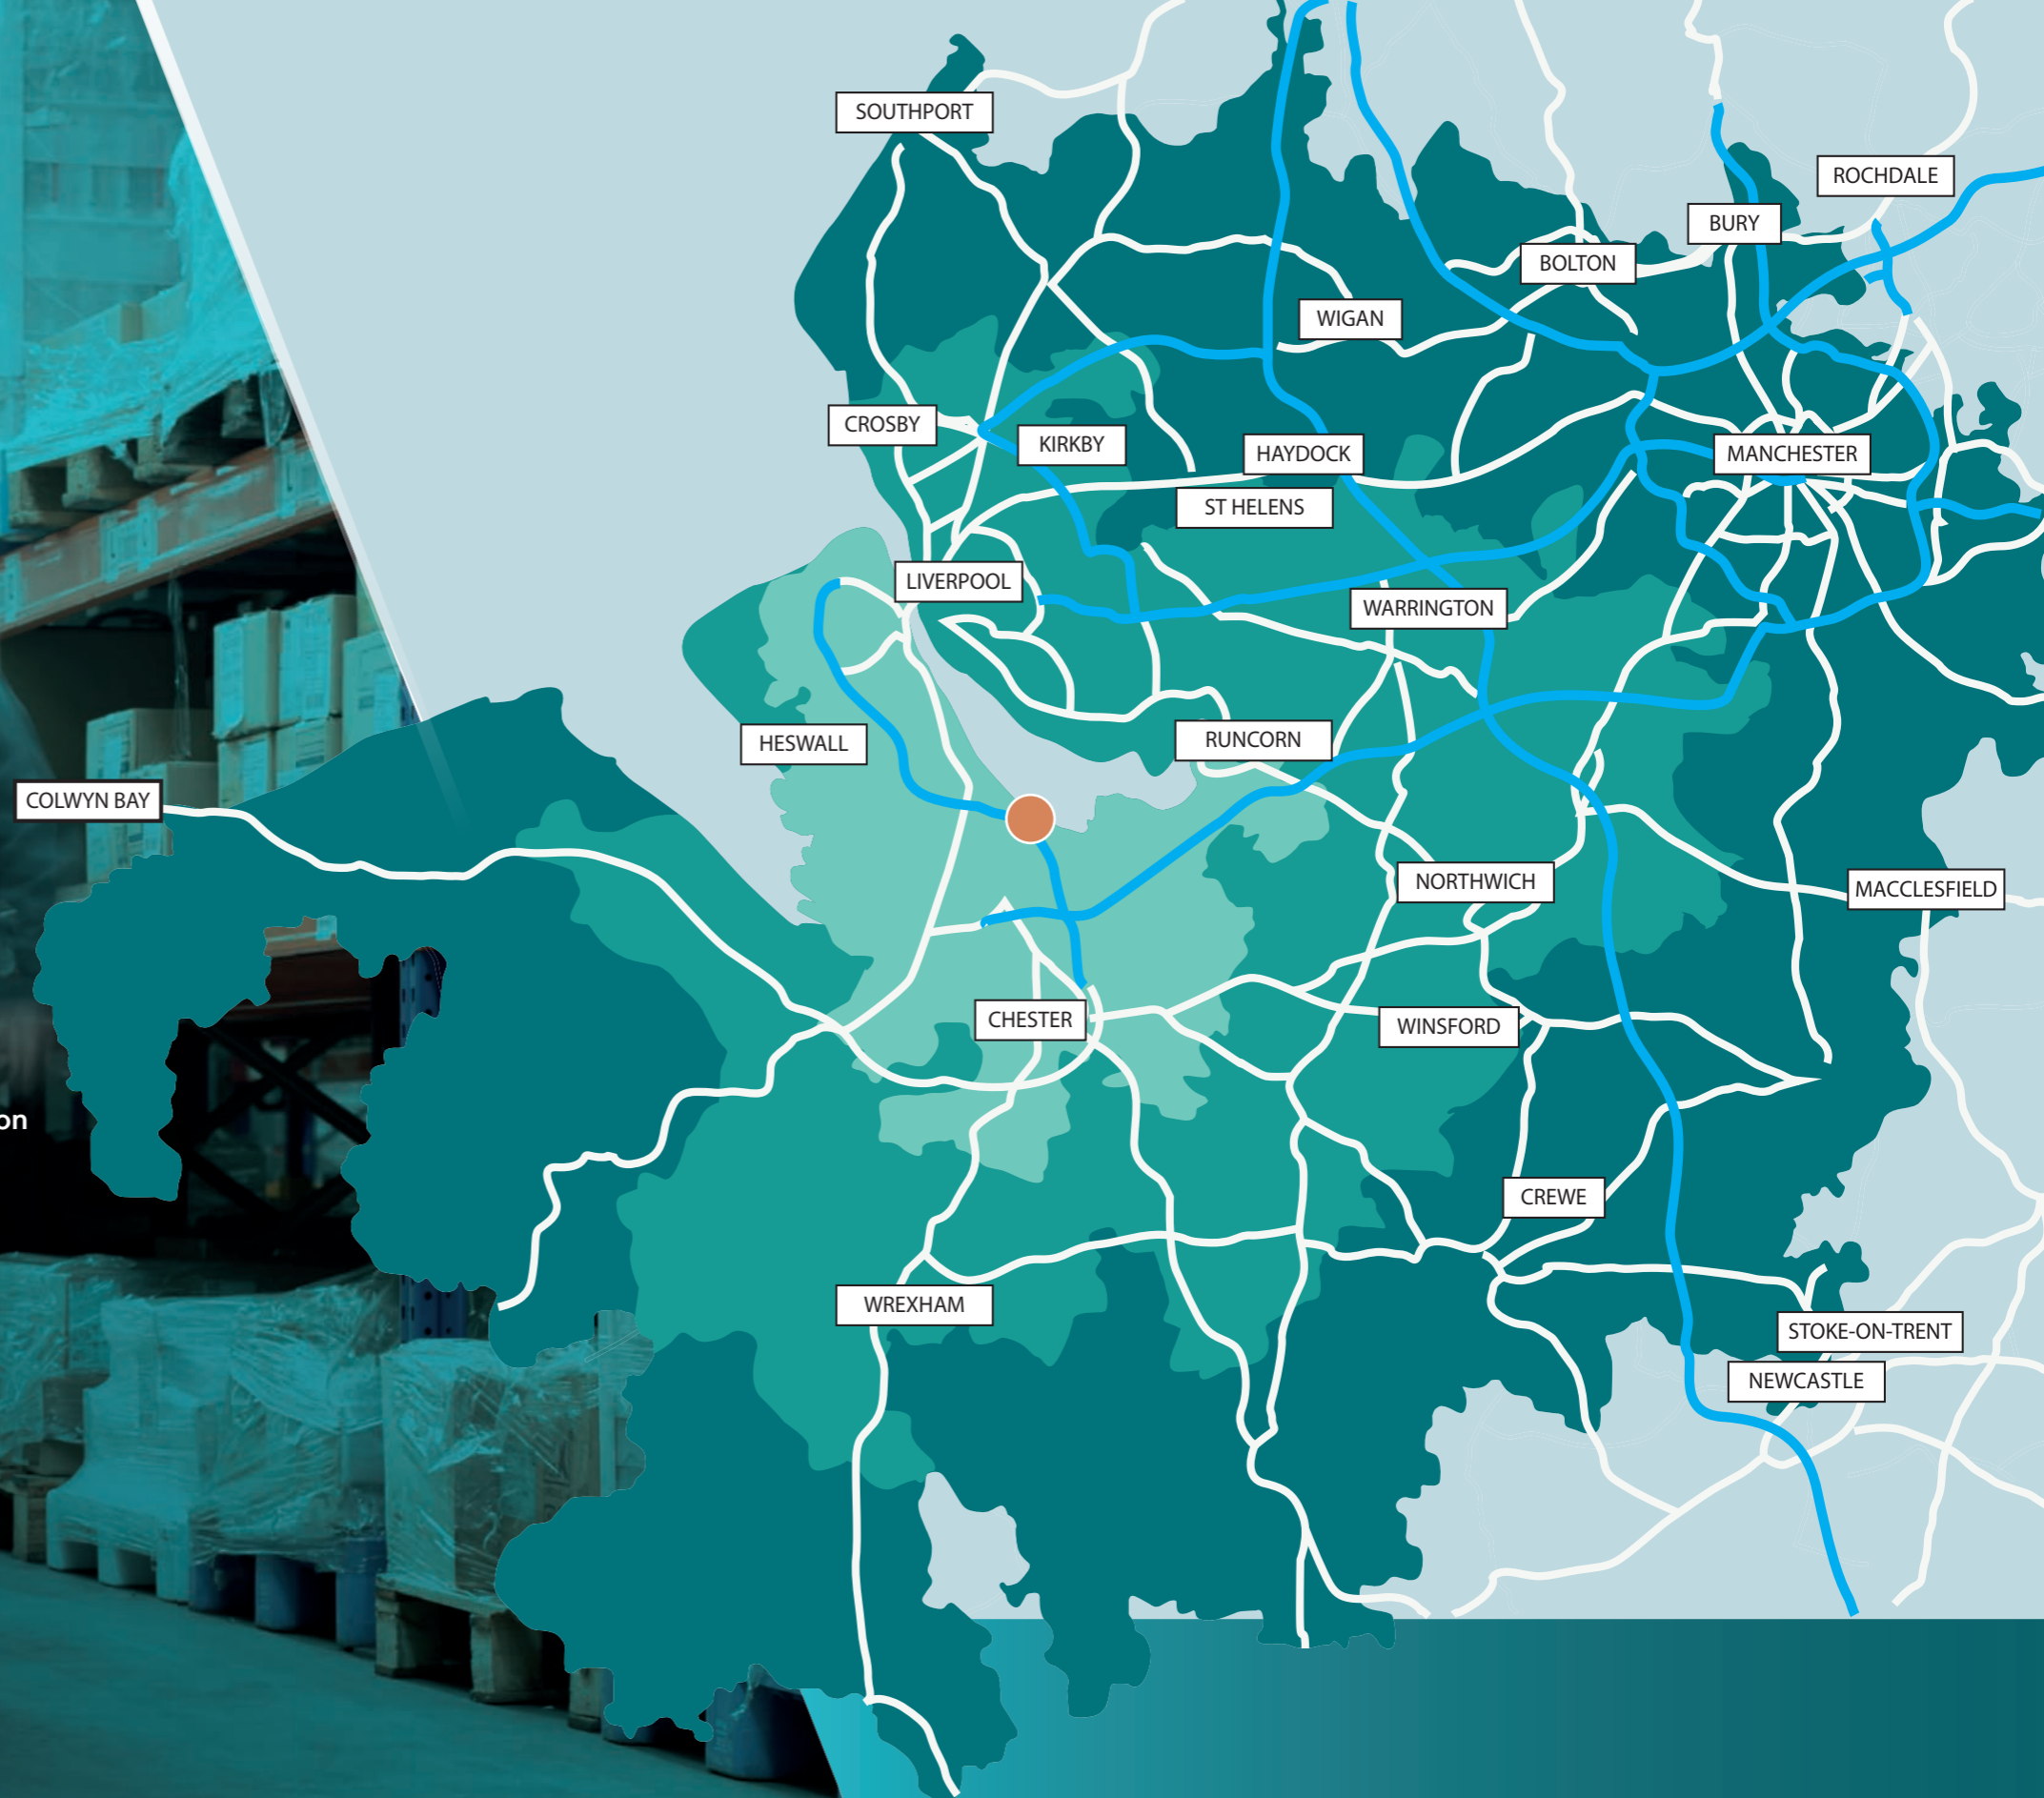 SOUTHPORT
ROCHDALE
BURY
BOLTON
WIGAN
CROSBY
KIRKBY
HAYDOCK
MANCHESTER
ST HELENS
LIVERPOOL
WARRINGTON
HESWALL
RUNCORN
COLWYN BAY
NORTHWICH
MACCLESFIELD
CHESTER
WINSFORD
on
CREWE
WREXHAM
STOKE-ON-TRENT
NEWCASTLE